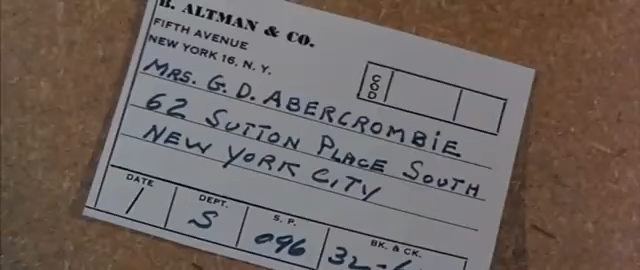 B. ALTMAN & CO.
FIFTH AVENUE
NEW YORK 16, N. Y.
COD
MRS. G. D. ABERCROMBIE
62 SUTTON PLACE SOUTH
NEW YORK CITY
DATE DEPT. S. P. BK. & CK.
/ S 096 32-1